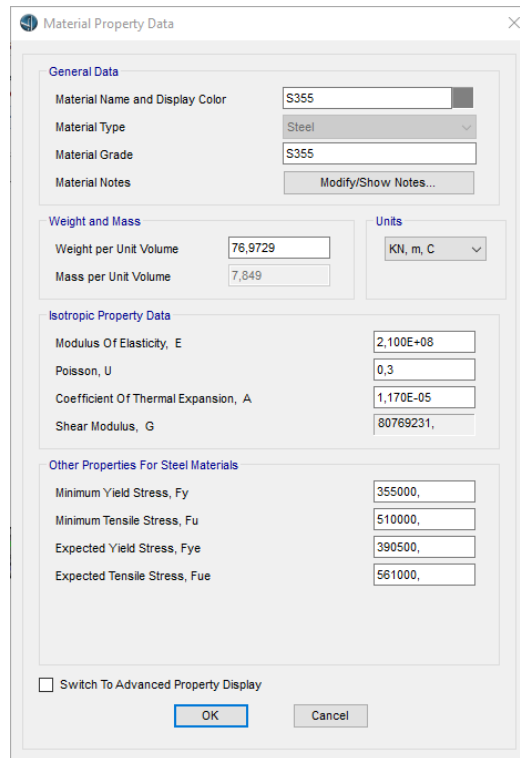 Material Property Data
General Data
Material Name and Display Color S355
Material Type Steel
Material Grade S355
Material Notes Modify/Show Notes...
Weight and Mass Units
Weight per Unit Volume 76,9729 KN, m, C
Mass per Unit Volume 7,849
Isotropic Property Data
Modulus Of Elasticity, E 2,100E+08
Poisson, U 0,3
Coefficient Of Thermal Expansion, A 1,170E-05
Shear Modulus, G 80769231,
Other Properties For Steel Materials
Minimum Yield Stress, Fy 355000,
Minimum Tensile Stress, Fu 510000,
Expected Yield Stress, Fye 390500,
Expected Tensile Stress, Fue 561000,
Switch To Advanced Property Display
OK Cancel